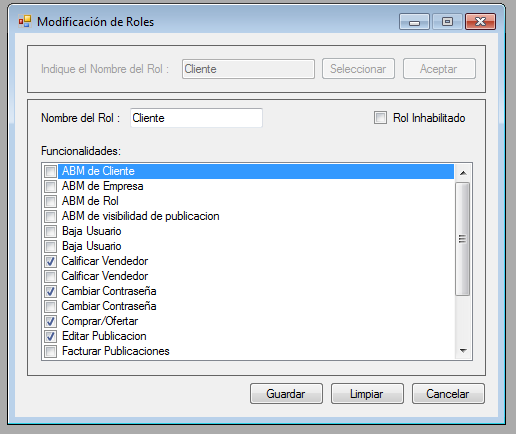 Modificación de Roles
Indique el Nombre del Rol : Cliente Seleccionar Aceptar
Nombre del Rol : Cliente Rol Inhabilitado
Funcionalidades:
ABM de Cliente
ABM de Empresa
ABM de Rol
ABM de visibilidad de publicacion
Baja Usuario
Baja Usuario
Calificar Vendedor
Calificar Vendedor
Cambiar Contraseña
Cambiar Contraseña
Comprar/Ofertar
Editar Publicacion
Facturar Publicaciones
Guardar Limpiar Cancelar